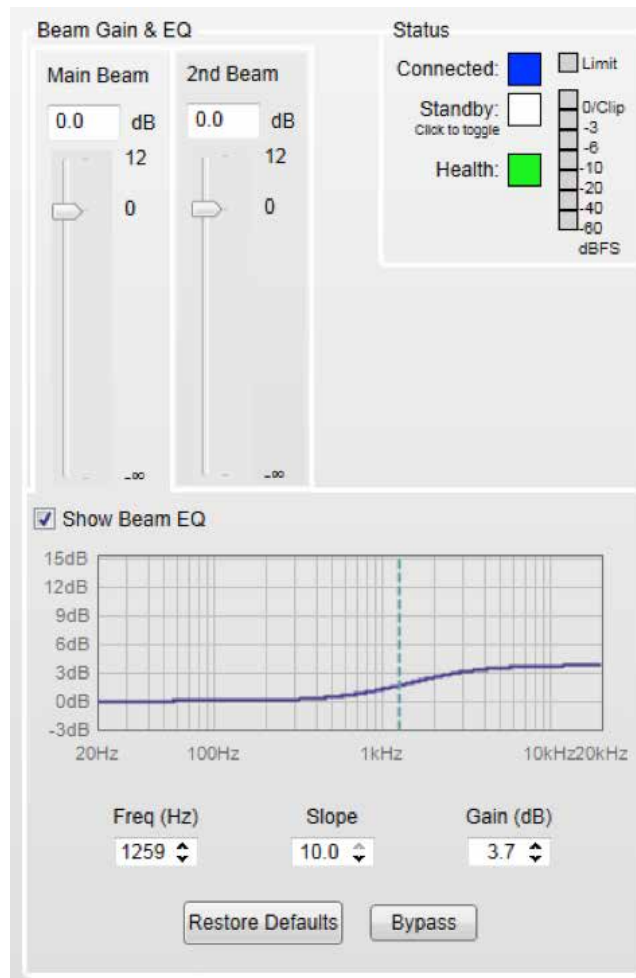 Beam Gain & EQ
Main Beam
0.0 dB
12
0
-∞
2nd Beam
0.0 dB
12
0
-∞
Status
Connected:
Standby:
Click to toggle
Health:
Limit
0/Clip
-3
-6
-10
-20
-40
-60
dBFS
Show Beam EQ
15dB
12dB
9dB
6dB
3dB
0dB
-3dB
20Hz 100Hz 1kHz 10kHz20kHz
Freq (Hz) Slope Gain (dB)
1259 10.0 3.7
Restore Defaults Bypass